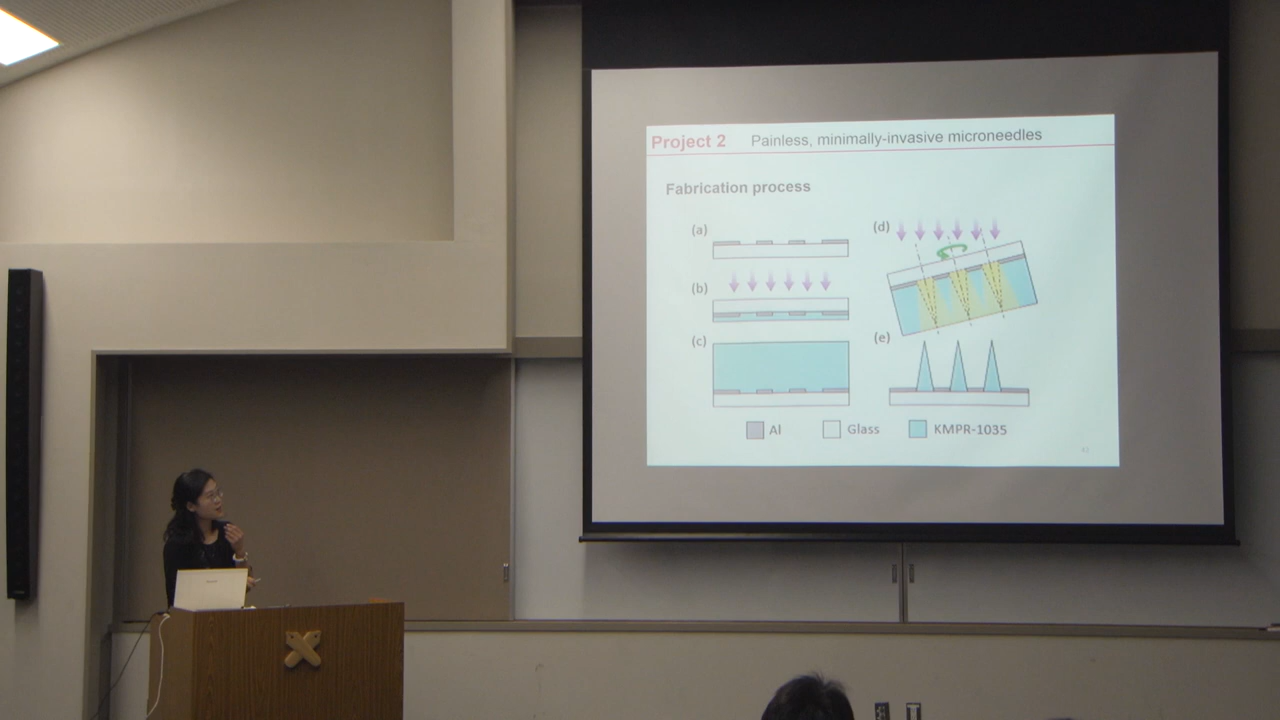 Project 2 Painless, minimally-invasive microneedles
Fabrication process
(a)
(b)
(c)
(d)
(e)
Al Glass KMPR-1035